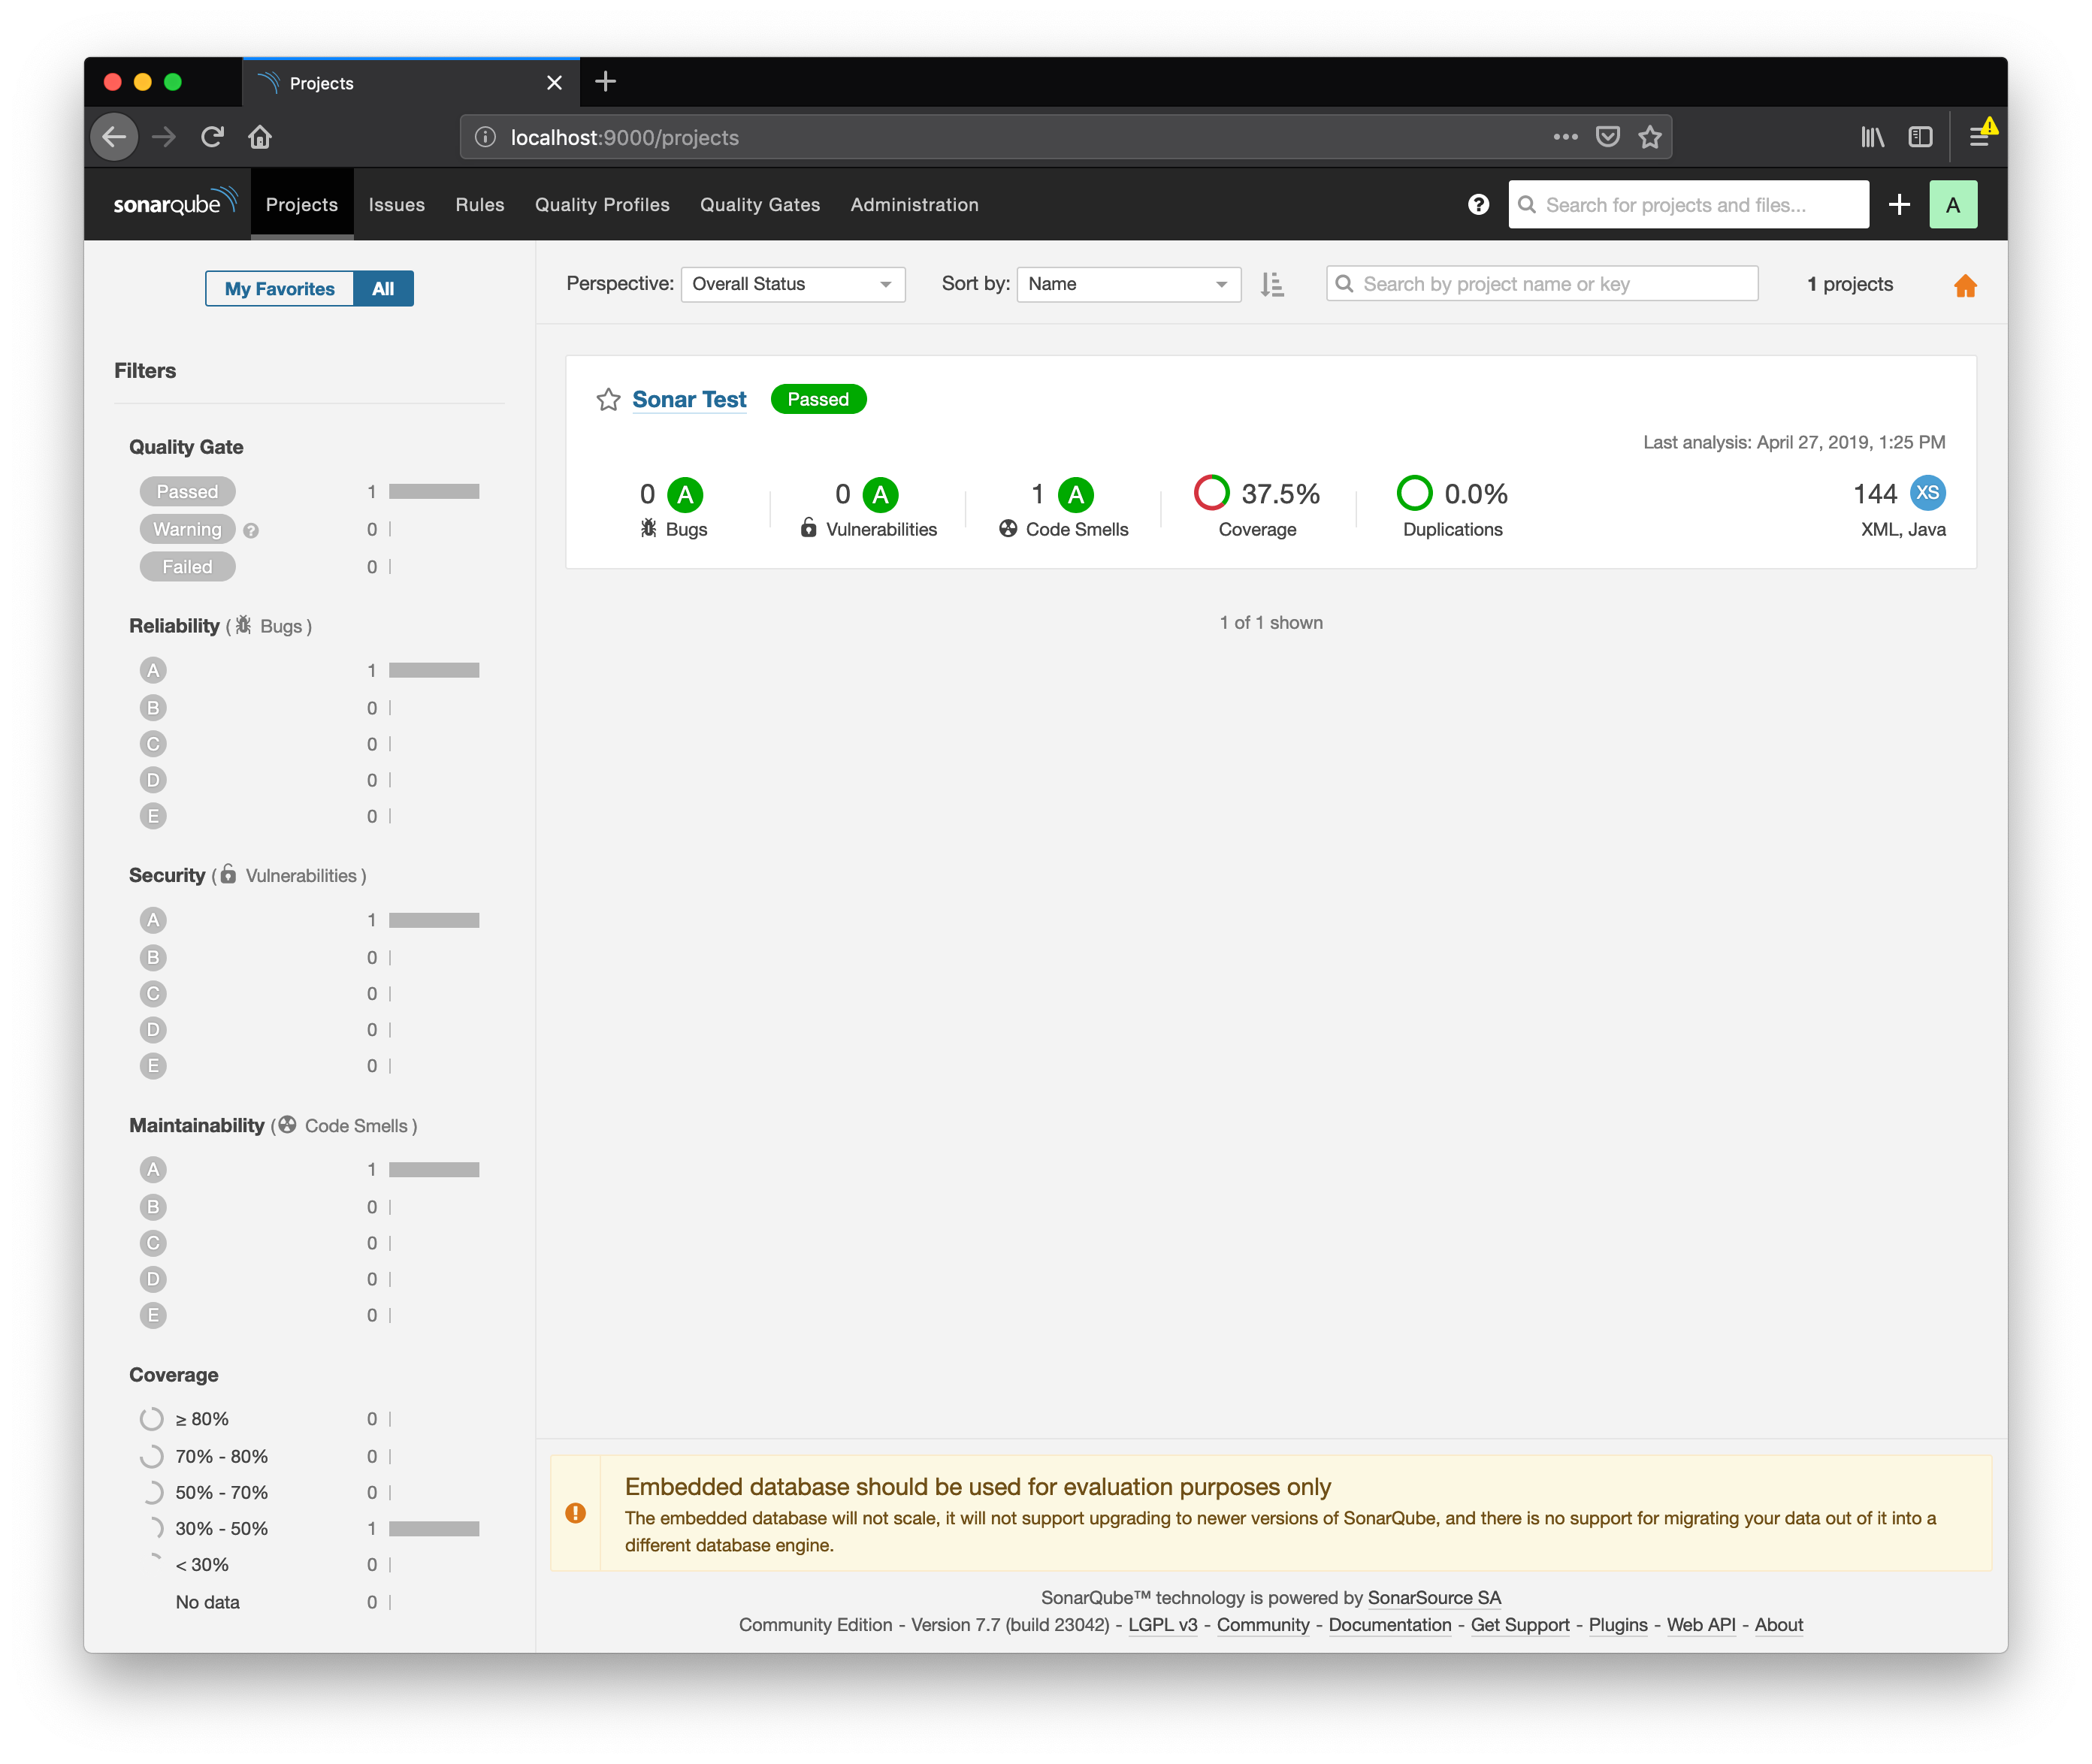 Projects
localhost:9000/projects
sonarqube Projects Issues Rules Quality Profiles Quality Gates Administration Search for projects and files... A
My Favorites All
Perspective: Overall Status Sort by: Name Search by project name or key 1 projects
Filters
Quality Gate
Passed 1
Warning ? 0
Failed 0
Reliability ( Bugs )
A 1
B 0
C 0
D 0
E 0
Security ( Vulnerabilities )
A 1
B 0
C 0
D 0
E 0
Maintainability ( Code Smells )
A 1
B 0
C 0
D 0
E 0
Coverage
≥ 80% 0
70% - 80% 0
50% - 70% 0
30% - 50% 1
< 30% 0
No data 0
Sonar Test Passed
Last analysis: April 27, 2019, 1:25 PM
0 A 0 A 1 A 37.5% 0.0% 144 XS
Bugs Vulnerabilities Code Smells Coverage Duplications XML, Java
1 of 1 shown
Embedded database should be used for evaluation purposes only
The embedded database will not scale, it will not support upgrading to newer versions of SonarQube, and there is no support for migrating your data out of it into a
different database engine.
SonarQube™ technology is powered by SonarSource SA
Community Edition - Version 7.7 (build 23042) - LGPL v3 - Community - Documentation - Get Support - Plugins - Web API - About